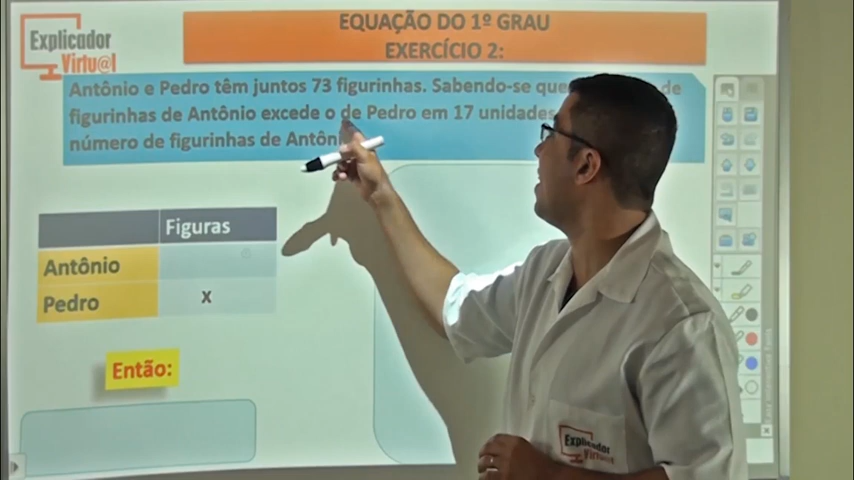 Explicador
Virtu@l
EQUAÇÃO DO 1º GRAU
EXERCÍCIO 2:
Antônio e Pedro têm juntos 73 figurinhas. Sabendo-se que de
figurinhas de Antônio excede o de Pedro em 17 unidades
número de figurinhas de
Figuras
Antônio
Pedro x
Então:
Explicador
Virtual